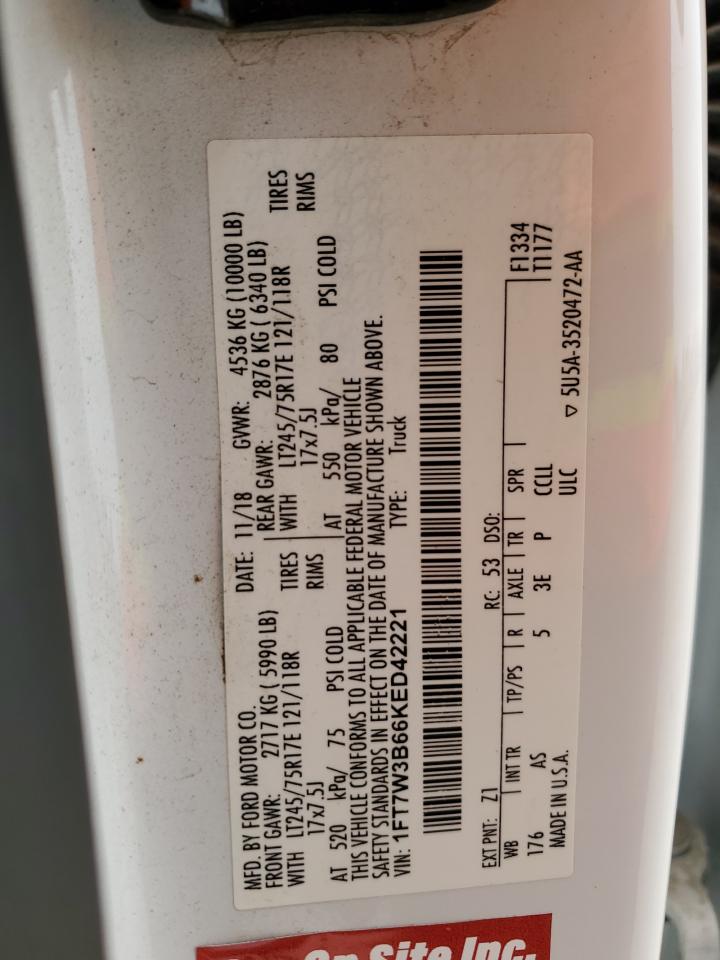 MFD. BY FORD MOTOR CO.
DATE: 11/18 GVWR: 4536 KG (10000 LB)
FRONT GAWR: 2717 KG ( 5990 LB)
REAR GAWR: 2876 KG ( 6340 LB)
WITH LT245/75R17E 121/118R TIRES
WITH LT245/75R17E 121/118R TIRES
17x7.5J RIMS
17x7.5J RIMS
AT 520 kPa/ 75 PSI COLD
AT 550 kPa/ 80 PSI COLD
THIS VEHICLE CONFORMS TO ALL APPLICABLE FEDERAL MOTOR VEHICLE
SAFETY STANDARDS IN EFFECT ON THE DATE OF MANUFACTURE SHOWN ABOVE.
VIN: 1FT7W3B66KED42221 TYPE: Truck
EXT PNT: Z1 RC: 53 DSO:
WB INT TR TP/PS R AXLE TR SPR F1334
176 AS 5 3E P CCLL T1177
MADE IN U.S.A. ULC
▽ 5U5A-3520472-AA
On Site Inc.